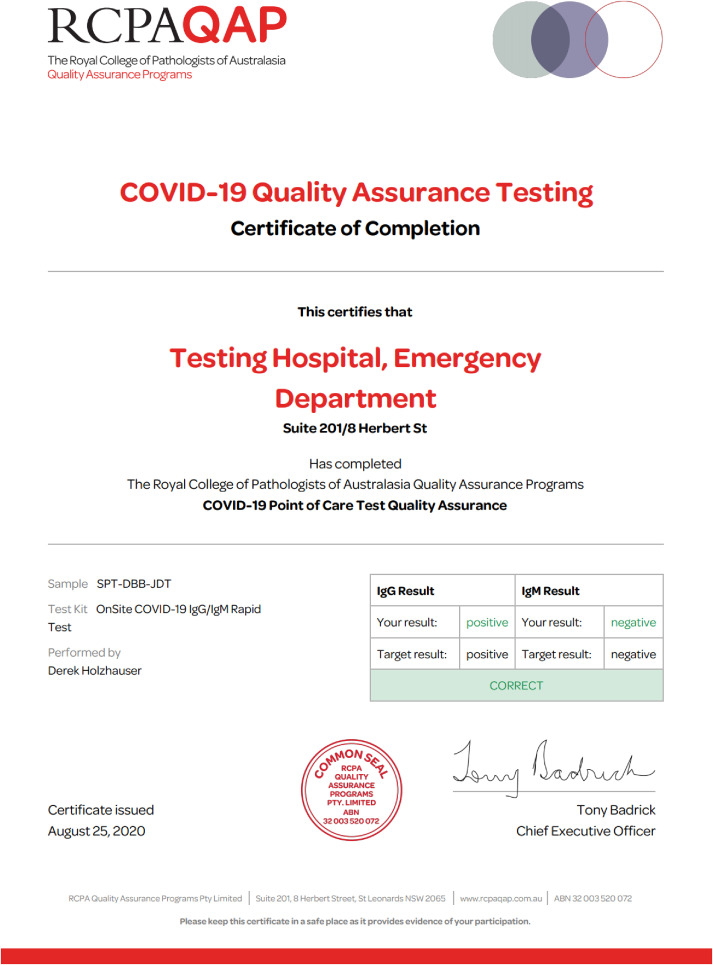 RCPAQAP
The Royal College of Pathologists of Australasia
Quality Assurance Programs
COVID-19 Quality Assurance Testing
Certificate of Completion
This certifies that
Testing Hospital, Emergency
Department
Suite 201/8 Herbert St
Has completed
The Royal College of Pathologists of Australasia Quality Assurance Programs
COVID-19 Point of Care Test Quality Assurance
Sample SPT-DBB-JDT
Test Kit OnSite COVID-19 IgG/IgM Rapid
Test
Performed by
Derek Holzhauser
IgG Result IgM Result
Your result: positive Your result: negative
Target result: positive Target result: negative
CORRECT
COMMON SEAL
RCPA
QUALITY
ASSURANCE
PROGRAMS
PTY. LIMITED
ABN
32 003 520 072
Tony Badrick
Certificate issued
August 25, 2020
Tony Badrick
Chief Executive Officer
RCPA Quality Assurance Programs Pty Limited | Suite 201, 8 Herbert Street, St Leonards NSW 2065 | www.rcpaqap.com.au | ABN 32 003 520 072
Please keep this certificate in a safe place as it provides evidence of your participation.